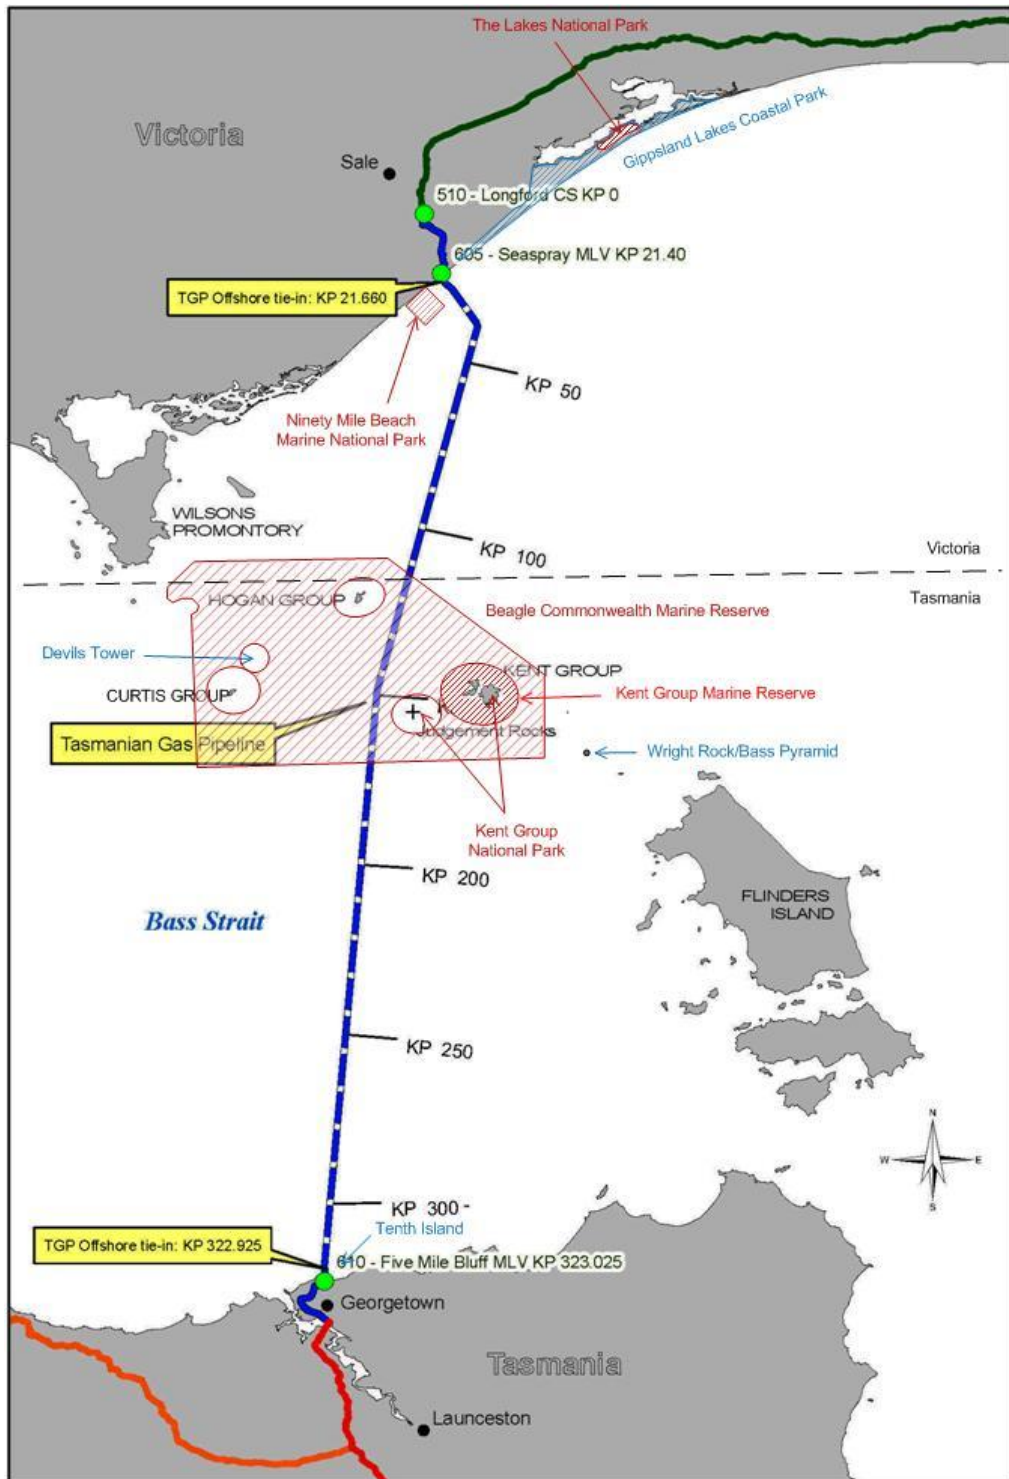 The Lakes National Park
Victoria
Gippsland Lakes Coastal Park
Sale
510 - Longford CS KP 0
605 - Seaspray MLV KP 21.40
TGP Offshore tie-in: KP 21.660
KP 50
Ninety Mile Beach
Marine National Park
WILSONS
PROMONTORY
KP 100
Victoria
Tasmania
HOGAN GROUP
Beagle Commonwealth Marine Reserve
Devils Tower
KENT GROUP
CURTIS GROUP
Kent Group Marine Reserve
Judgement Rocks
Tasmanian Gas Pipeline
Wright Rock/Bass Pyramid
Kent Group
National Park
KP 200
FLINDERS
ISLAND
Bass Strait
KP 250
N
W
E
S
KP 300
Tenth Island
TGP Offshore tie-in: KP 322.925
610 - Five Mile Bluff MLV KP 323.025
Georgetown
Tasmania
Launceston